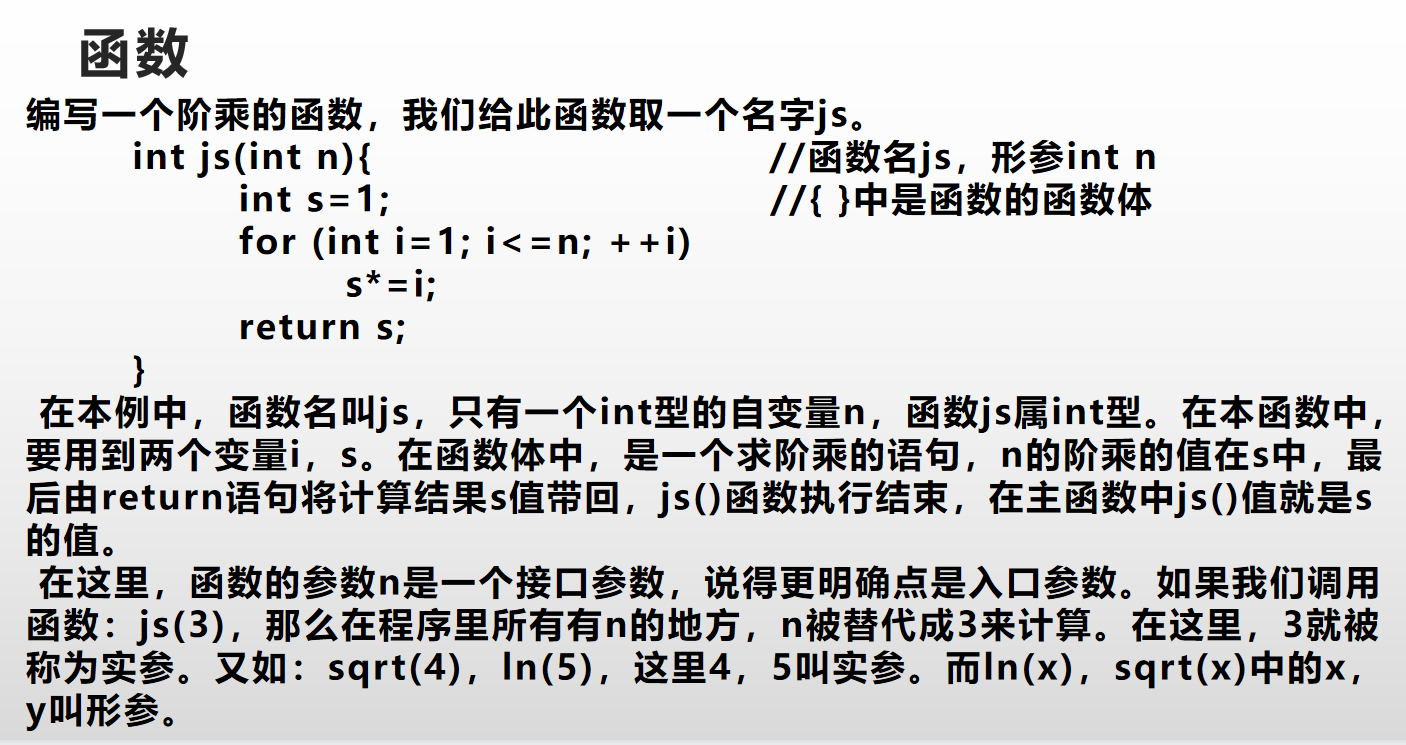 函数
编写一个阶乘的函数，我们给此函数取一个名字js。
int js(int n){ //函数名js，形参int n
int s=1; //{ }中是函数的函数体
for (int i=1; i<=n; ++i)
s*=i;
return s;
}
在本例中，函数名叫js，只有一个int型的自变量n，函数js属int型。在本函数中，
要用到两个变量i，s。在函数体中，是一个求阶乘的语句，n的阶乘的值在s中，最
后由return语句将计算结果s值带回，js()函数执行结束，在主函数中js()值就是s
的值。
在这里，函数的参数n是一个接口参数，说得更明确点是入口参数。如果我们调用
函数：js(3)，那么在程序里所有有n的地方，n被替代成3来计算。在这里，3就被
称为实参。又如：sqrt(4)，ln(5)，这里4，5叫实参。而ln(x)，sqrt(x)中的x，
y叫形参。